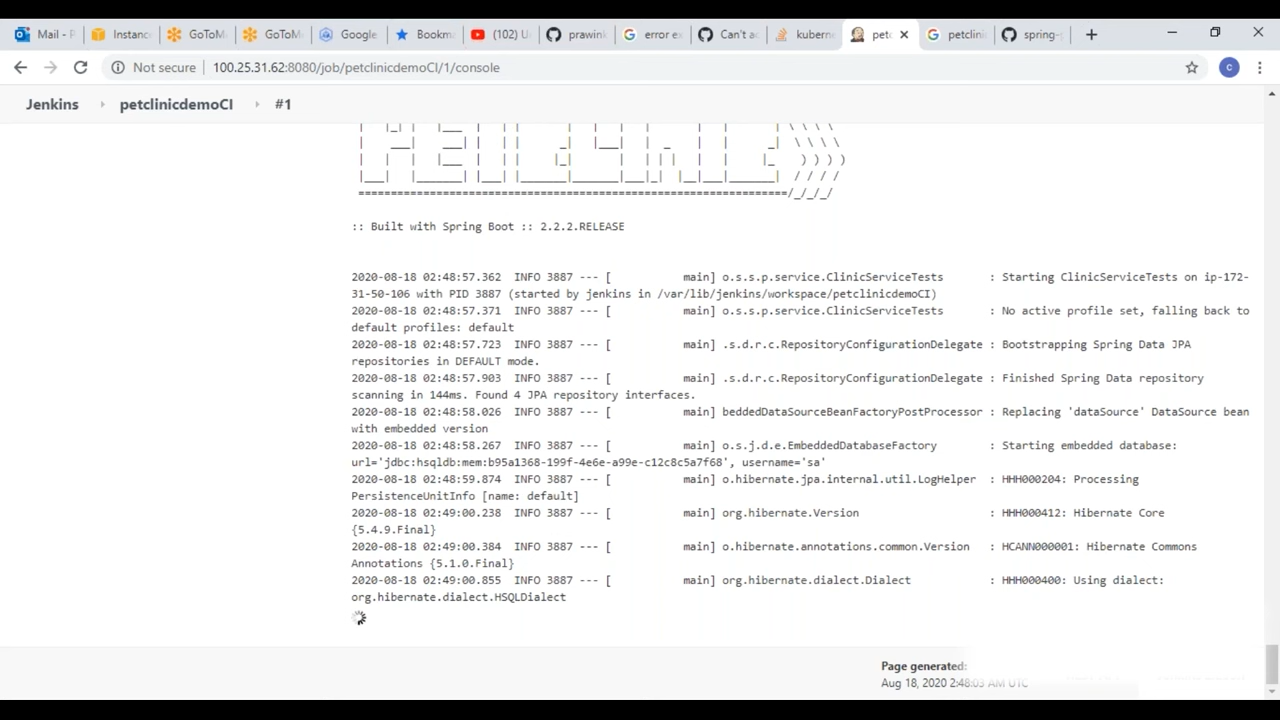 Mail - P
Instanc
GoToM
GoToM
Google
Bookm
(102) U
prawink
error ex
Can't ac
kuberne
petc
petclini
spring-
Not secure
100.25.31.62:8080/job/petclinicdemoCI/1/console
C
Jenkins
petclinicdemoCI
#1
:: Built with Spring Boot :: 2.2.2.RELEASE
2020-08-18 02:48:57.362 INFO 3887 --- [ main] o.s.s.p.service.ClinicServiceTests : Starting ClinicServiceTests on ip-172-
31-50-106 with PID 3887 (started by jenkins in /var/lib/jenkins/workspace/petclinicdemoCI)
2020-08-18 02:48:57.371 INFO 3887 --- [ main] o.s.s.p.service.ClinicServiceTests : No active profile set, falling back to
default profiles: default
2020-08-18 02:48:57.723 INFO 3887 --- [ main] .s.d.r.c.RepositoryConfigurationDelegate : Bootstrapping Spring Data JPA
repositories in DEFAULT mode.
2020-08-18 02:48:57.903 INFO 3887 --- [ main] .s.d.r.c.RepositoryConfigurationDelegate : Finished Spring Data repository
scanning in 144ms. Found 4 JPA repository interfaces.
2020-08-18 02:48:58.026 INFO 3887 --- [ main] beddedDataSourceBeanFactoryPostProcessor : Replacing 'dataSource' DataSource bean
with embedded version
2020-08-18 02:48:58.267 INFO 3887 --- [ main] o.s.j.d.e.EmbeddedDatabaseFactory : Starting embedded database:
url='jdbc:hsqldb:mem:b95a1368-199f-4e6e-a99e-c12c8c5a7f68', username='sa'
2020-08-18 02:48:59.874 INFO 3887 --- [ main] o.hibernate.jpa.internal.util.LogHelper : HHH000204: Processing
PersistenceUnitInfo [name: default]
2020-08-18 02:49:00.238 INFO 3887 --- [ main] org.hibernate.Version : HHH000412: Hibernate Core
{5.4.9.Final}
2020-08-18 02:49:00.384 INFO 3887 --- [ main] o.hibernate.annotations.common.Version : HCANN000001: Hibernate Commons
Annotations {5.1.0.Final}
2020-08-18 02:49:00.855 INFO 3887 --- [ main] org.hibernate.dialect.Dialect : HHH000400: Using dialect:
org.hibernate.dialect.HSQLDialect
Page generated:
Aug 18, 2020 2:48:03 AM UTC